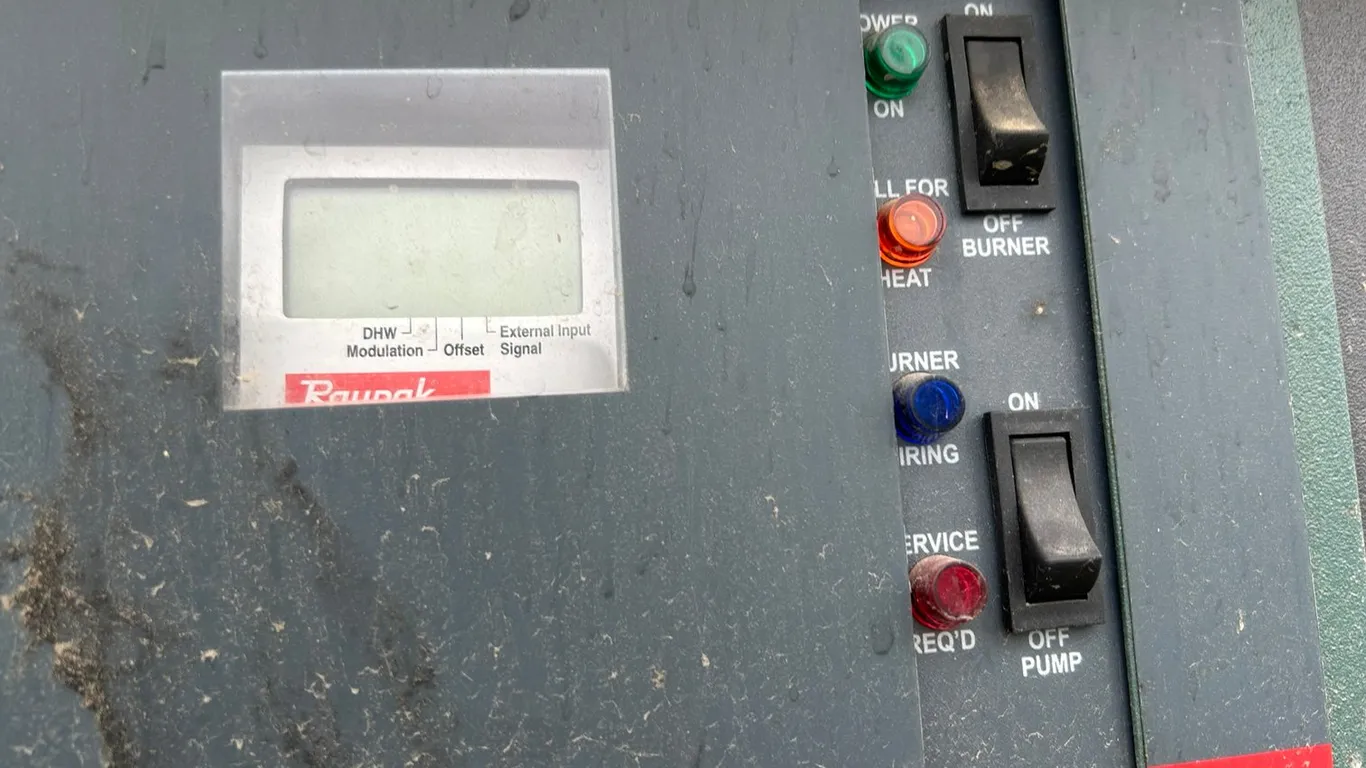 DHW
Modulation
Offset
External Input
Signal
Raypak
OWER
ON
ON
OFF
BURNER
LL FOR
HEAT
URNER
IRING
ON
OFF
PUMP
ERVICE
REQ'D